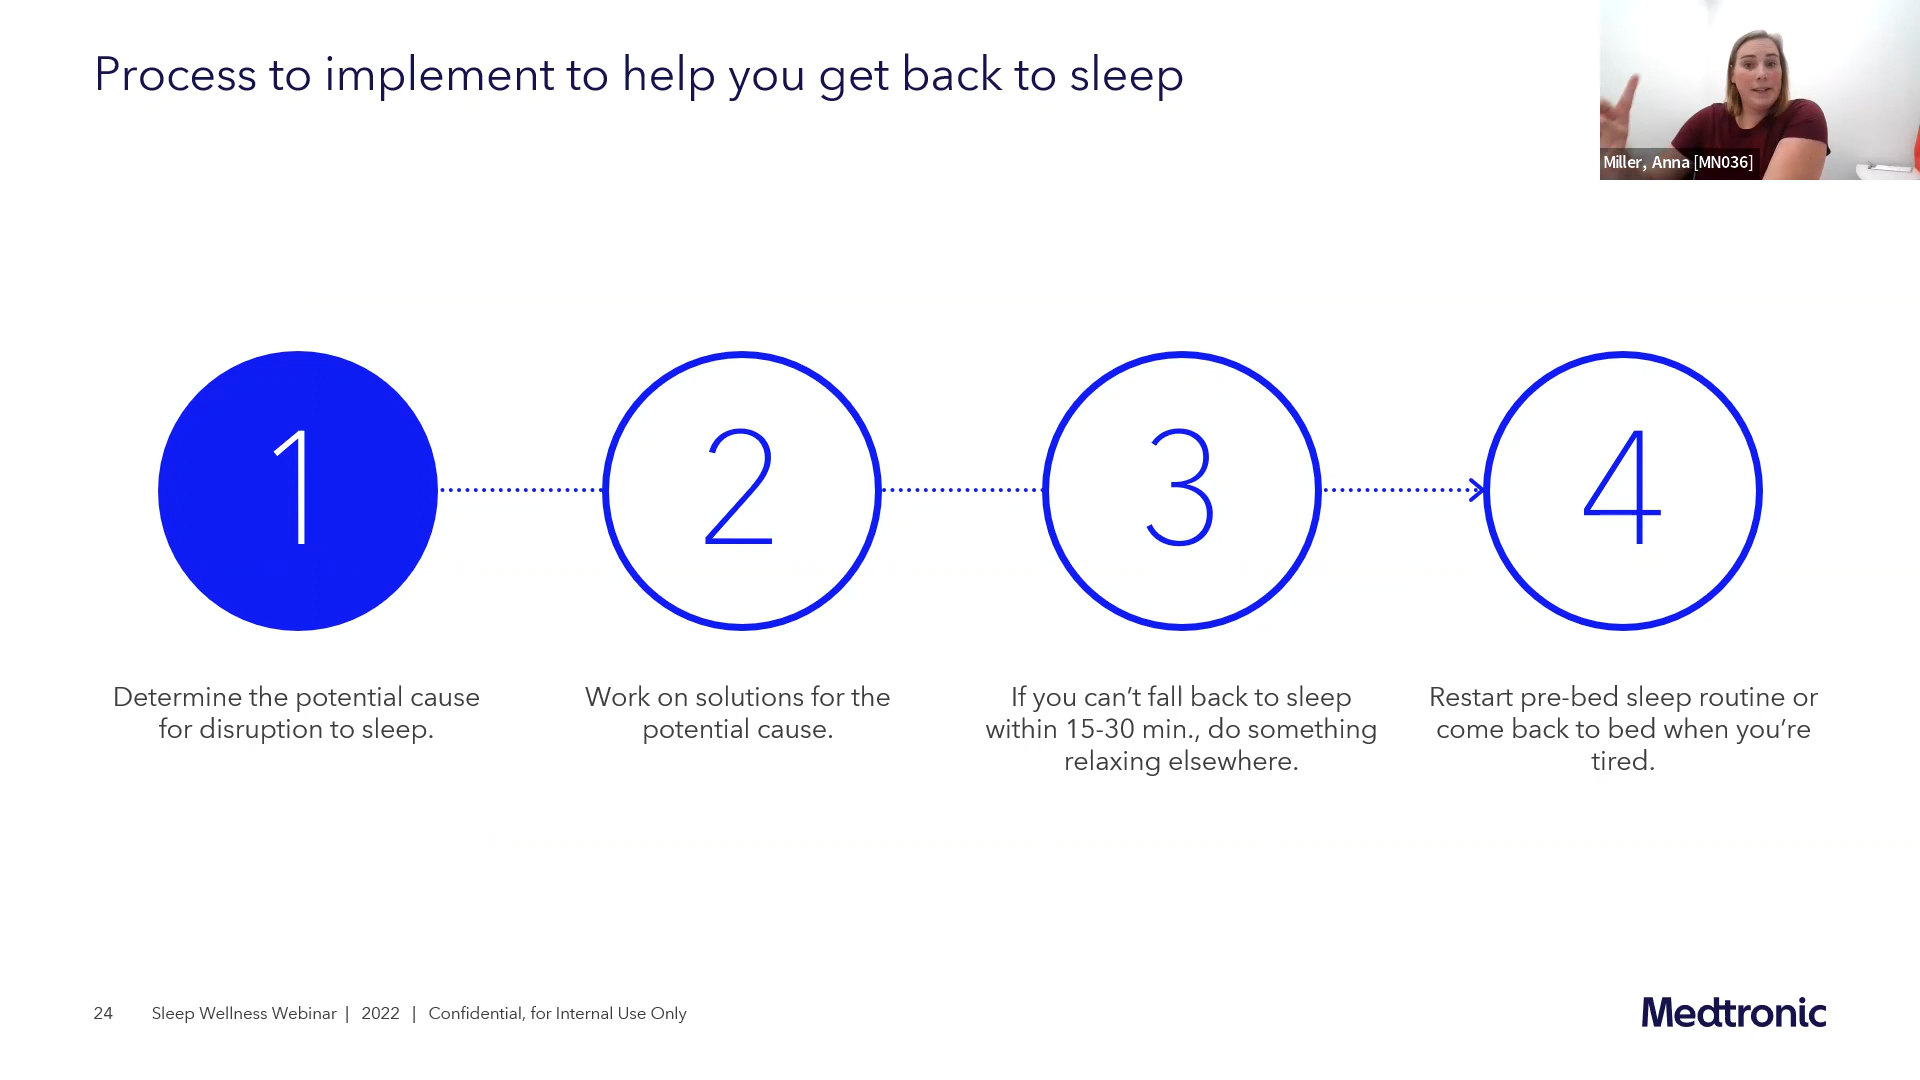 Process to implement to help you get back to sleep
Miller, Anna [MN036]
1
2
3
4
Determine the potential cause
for disruption to sleep.
Work on solutions for the
potential cause.
If you can’t fall back to sleep
within 15-30 min., do something
relaxing elsewhere.
Restart pre-bed sleep routine or
come back to bed when you’re
tired.
24 Sleep Wellness Webinar | 2022 | Confidential, for Internal Use Only
Medtronic